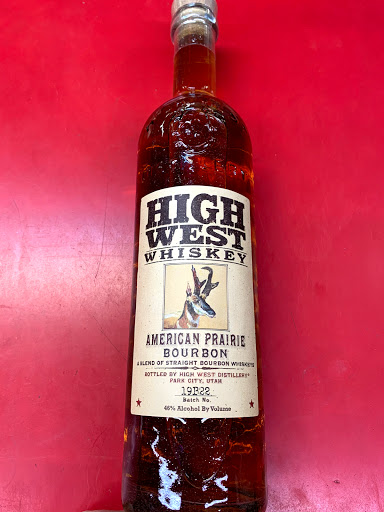 HIGH
WEST
WHISKEY
AMERICAN PRAIRIE
BOURBON
A BLEND OF STRAIGHT BOURBON WHISKEYS
BOTTLED BY HIGH WEST DISTILLERY®
PARK CITY, UTAH
19B22
Batch No.
46% Alcohol By Volume